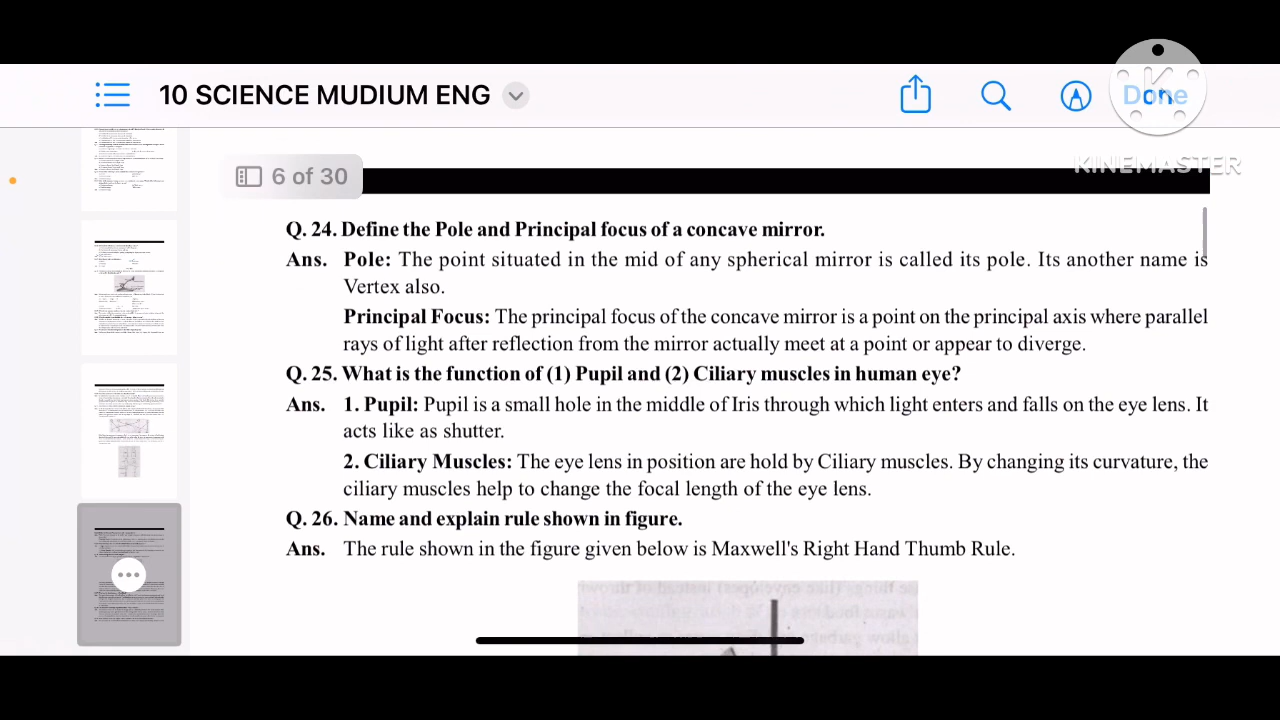 10 SCIENCE MUDIUM ENG
Done
KINEMASTER
6 of 30
Q. 24. Define the Pole and Principal focus of a concave mirror.
Ans. Pole: The point situated in the mid of any spherical mirror is called its pole. Its another name is
Vertex also.
Principal Focus: The principal focus of the concave mirror is a point on the principal axis where parallel
rays of light after reflection from the mirror actually meet at a point or appear to diverge.
Q. 25. What is the function of (1) Pupil and (2) Ciliary muscles in human eye?
Ans. 1. Pupil: Pupil is a small hole in the middle of Iris through which light enters and falls on the eye lens. It
acts like as shutter.
2. Ciliary Muscles: The eye lens in position are hold by Ciliary muscles. By changing its curvature, the
ciliary muscles help to change the focal length of the eye lens.
Q. 26. Name and explain rule shown in figure.
Ans. The rule shown in the figure given below is Maxwell's Right Hand Thumb Rule.